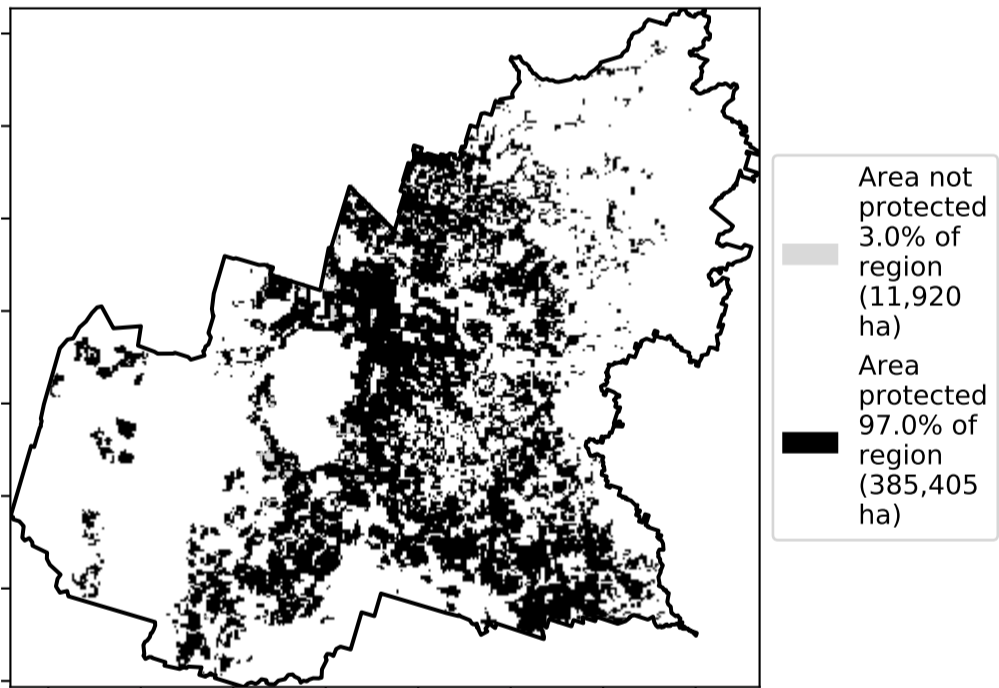 Area not
protected
3.0% of
region
(11,920
ha)
Area
protected
97.0% of
region
(385,405
ha)